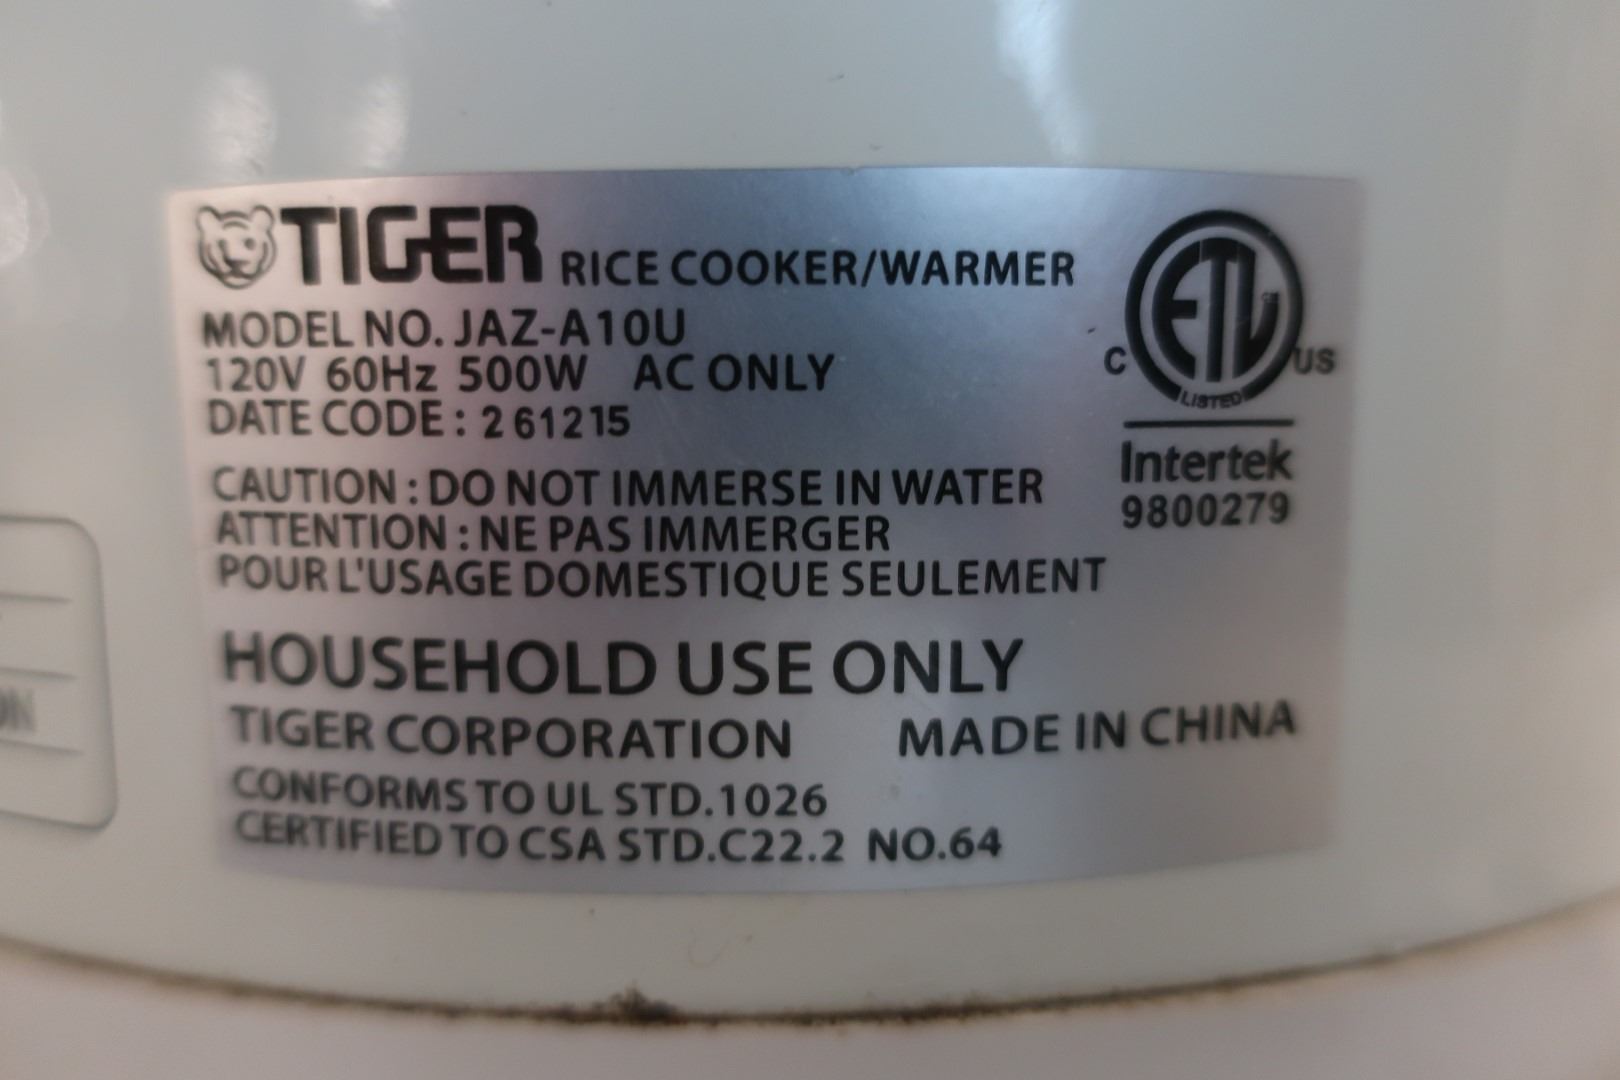 TIGER RICE COOKER/WARMER
MODEL NO. JAZ-A10U
120V 60Hz 500W AC ONLY
DATE CODE : 261215
CAUTION : DO NOT IMMERSE IN WATER
ATTENTION : NE PAS IMMERGER
POUR L'USAGE DOMESTIQUE SEULEMENT
HOUSEHOLD USE ONLY
TIGER CORPORATION MADE IN CHINA
CONFORMS TO UL STD.1026
CERTIFIED TO CSA STD.C22.2 NO.64
ETL
C US
LISTED
Intertek
9800279